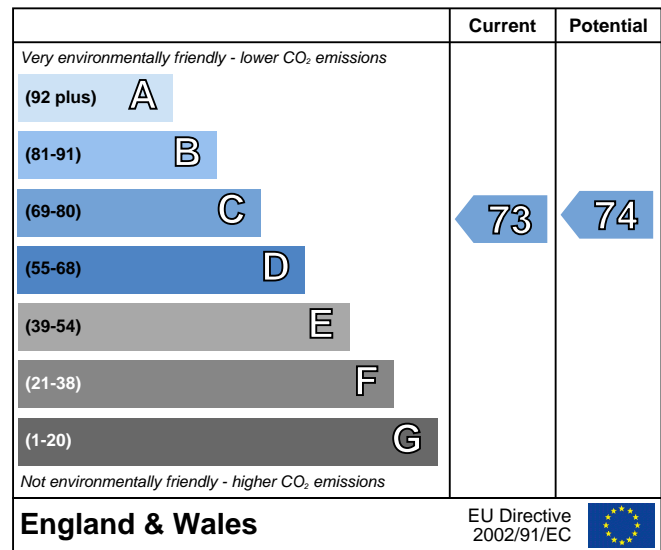 Current Potential
Very environmentally friendly - lower CO₂ emissions
(92 plus) A
(81-91) B
(69-80) C 73 74
(55-68) D
(39-54) E
(21-38) F
(1-20) G
Not environmentally friendly - higher CO₂ emissions
England & Wales
EU Directive
2002/91/EC